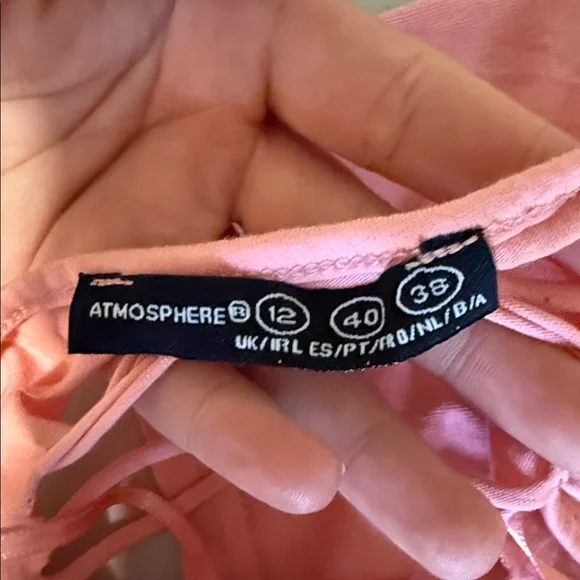 ATMOSPHERE® 12 40 38
UK/IRL ES/PT/FR D/NL/B/A